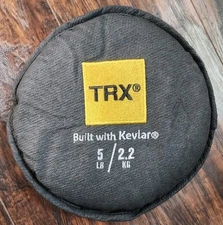 TRX®
Built with Kevlar®
5 / 2.2
LB / KG